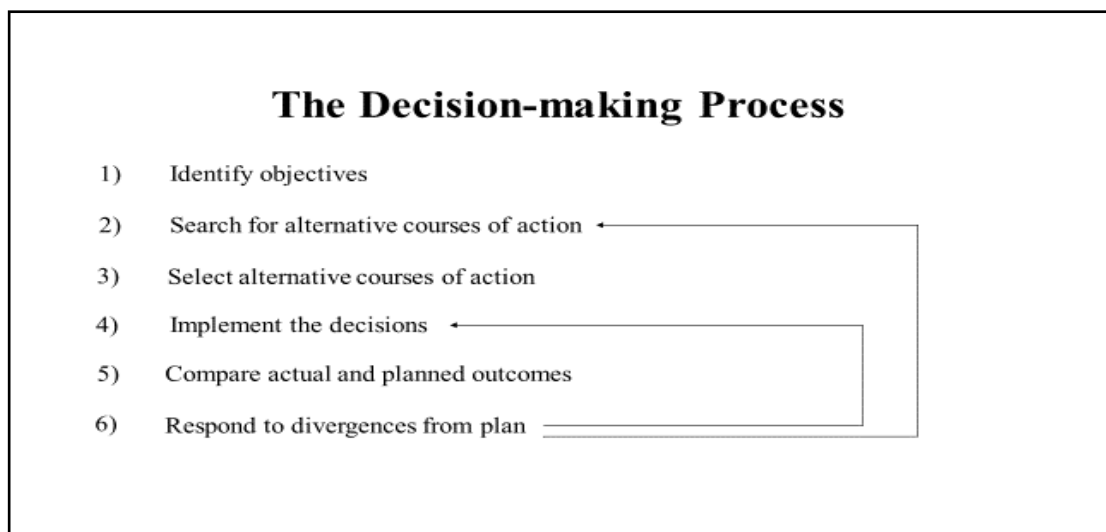 The Decision-making Process
1) Identify objectives
2) Search for alternative courses of action
3) Select alternative courses of action
4) Implement the decisions
5) Compare actual and planned outcomes
6) Respond to divergences from plan